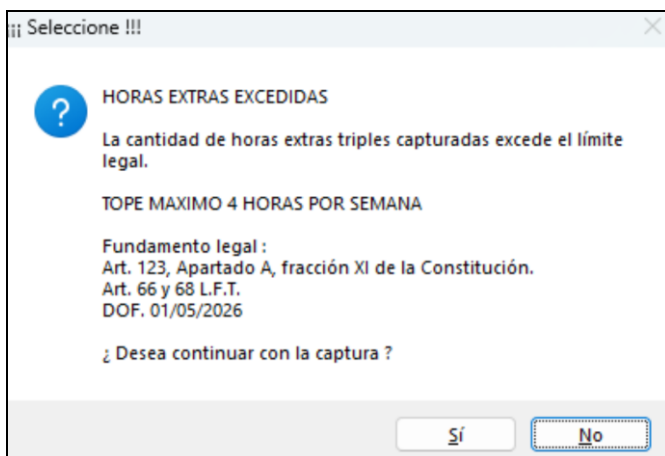 ¡¡¡ Seleccione !!!
HORAS EXTRAS EXCEDIDAS
La cantidad de horas extras triples capturadas excede el límite
legal.
TOPE MAXIMO 4 HORAS POR SEMANA
Fundamento legal :
Art. 123, Apartado A, fracción XI de la Constitución.
Art. 66 y 68 L.F.T.
DOF. 01/05/2026
¿ Desea continuar con la captura ?
Sí
No